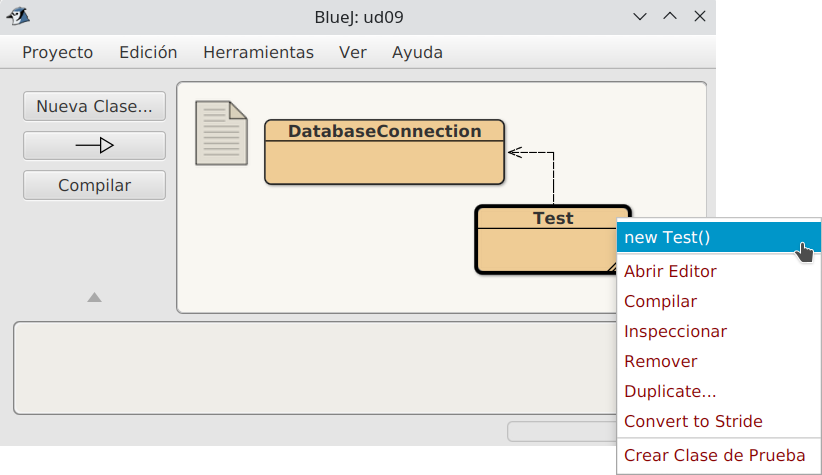 BlueJ: ud09
Proyecto Edición Herramientas Ver Ayuda
Nueva Clase...
Compilar
DatabaseConnection
Test
new Test()
Abrir Editor
Compilar
Inspeccionar
Remover
Duplicate...
Convert to Stride
Crear Clase de Prueba